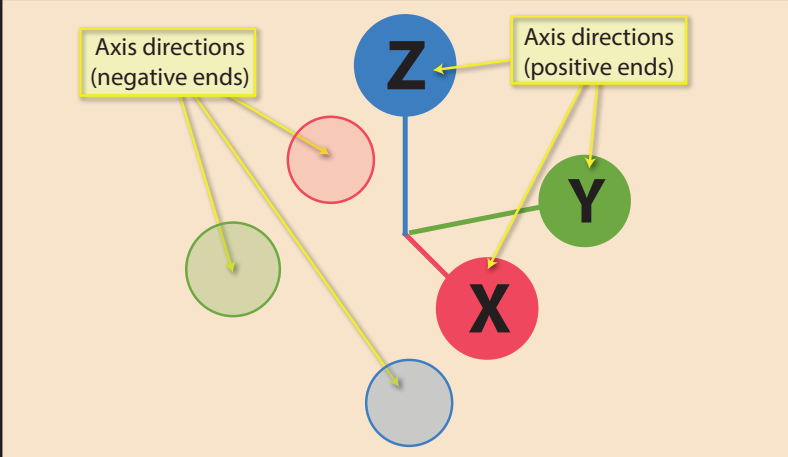 Axis directions
(negative ends)
Z
Axis directions
(positive ends)
Y
X